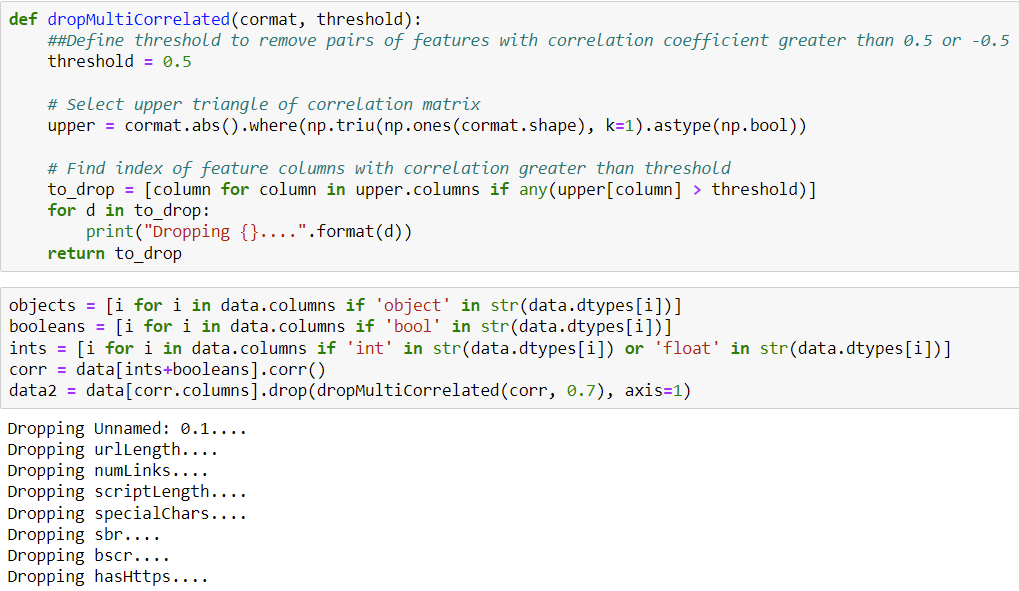 def dropMultiCorrelated(cormat, threshold):
    ##Define threshold to remove pairs of features with correlation coefficient greater than 0.5 or -0.5
    threshold = 0.5

    # Select upper triangle of correlation matrix
    upper = cormat.abs().where(np.triu(np.ones(cormat.shape), k=1).astype(np.bool))

    # Find index of feature columns with correlation greater than threshold
    to_drop = [column for column in upper.columns if any(upper[column] > threshold)]
    for d in to_drop:
        print("Dropping {}....".format(d))
    return to_drop

objects = [i for i in data.columns if 'object' in str(data.dtypes[i])]
booleans = [i for i in data.columns if 'bool' in str(data.dtypes[i])]
ints = [i for i in data.columns if 'int' in str(data.dtypes[i]) or 'float' in str(data.dtypes[i])]
corr = data[ints+booleans].corr()
data2 = data[corr.columns].drop(dropMultiCorrelated(corr, 0.7), axis=1)

Dropping Unnamed: 0.1....
Dropping urlLength....
Dropping numLinks....
Dropping scriptLength....
Dropping specialChars....
Dropping sbr....
Dropping bscr....
Dropping hasHttps....